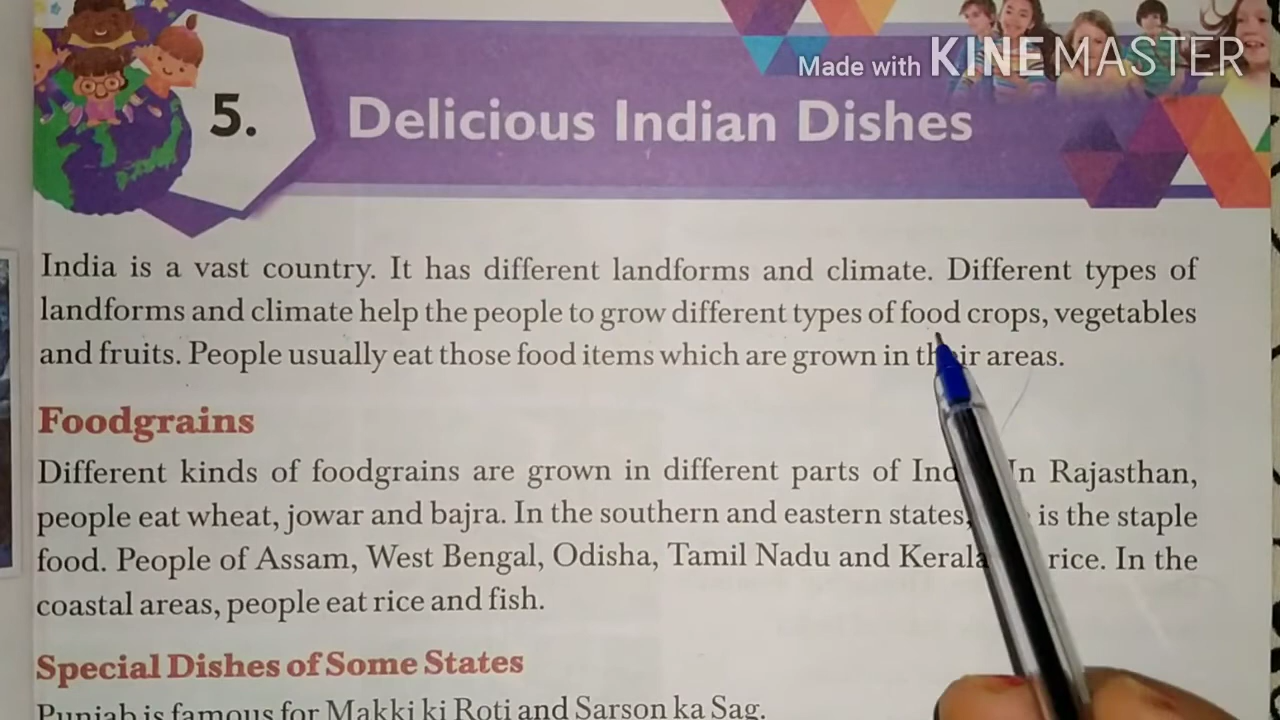 Made with KINEMASTER
5. Delicious Indian Dishes
India is a vast country. It has different landforms and climate. Different types of
landforms and climate help the people to grow different types of food crops, vegetables
and fruits. People usually eat those food items which are grown in their areas.
Foodgrains
Different kinds of foodgrains are grown in different parts of In Rajasthan,
people eat wheat, jowar and bajra. In the southern and eastern states, is the staple
food. People of Assam, West Bengal, Odisha, Tamil Nadu and Kerala rice. In the
coastal areas, people eat rice and fish.
Special Dishes of Some States
Punjab is famous for Makki ki Roti and Sarson ka Sag.